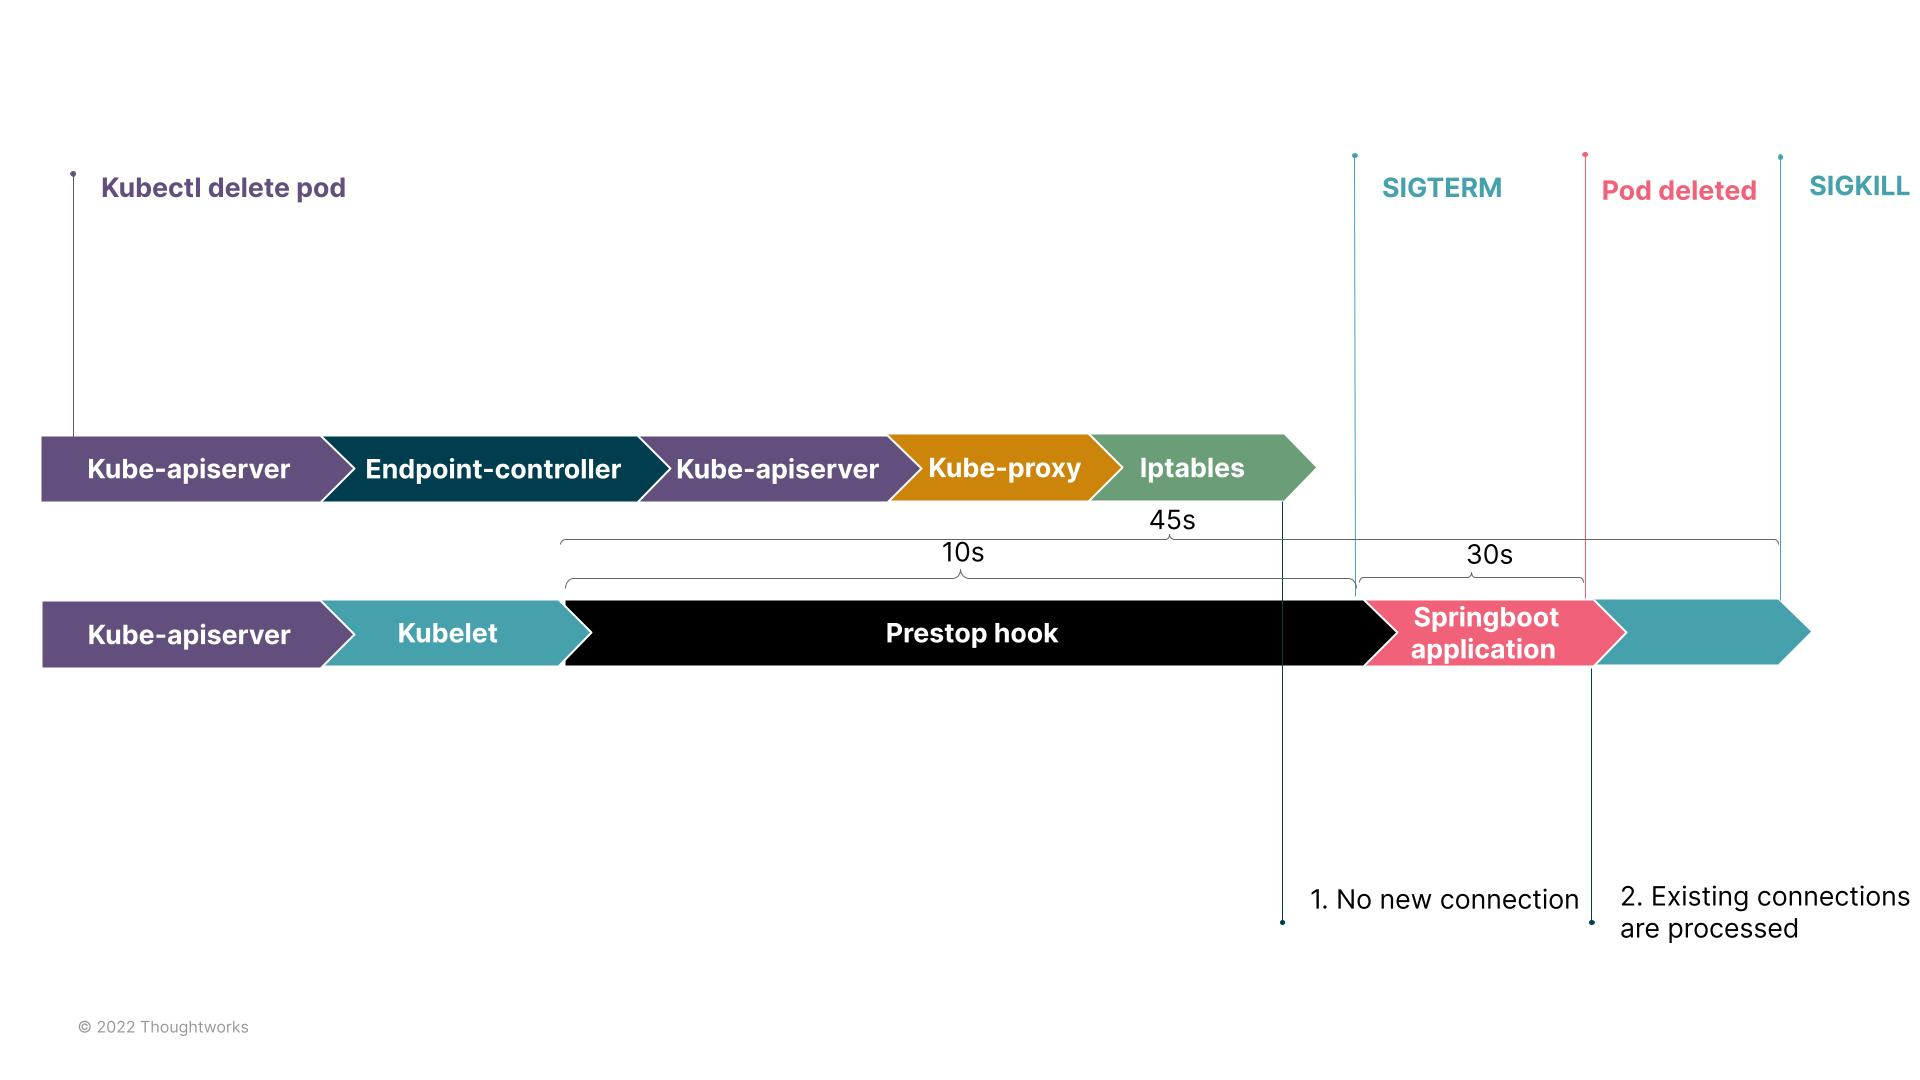 Kubectl delete pod
SIGTERM
Pod deleted
SIGKILL
Kube-apiserver
Endpoint-controller
Kube-apiserver
Kube-proxy
Iptables
45s
10s
30s
Kube-apiserver
Kubelet
Prestop hook
Springboot
application
1. No new connection
2. Existing connections
are processed
© 2022 Thoughtworks